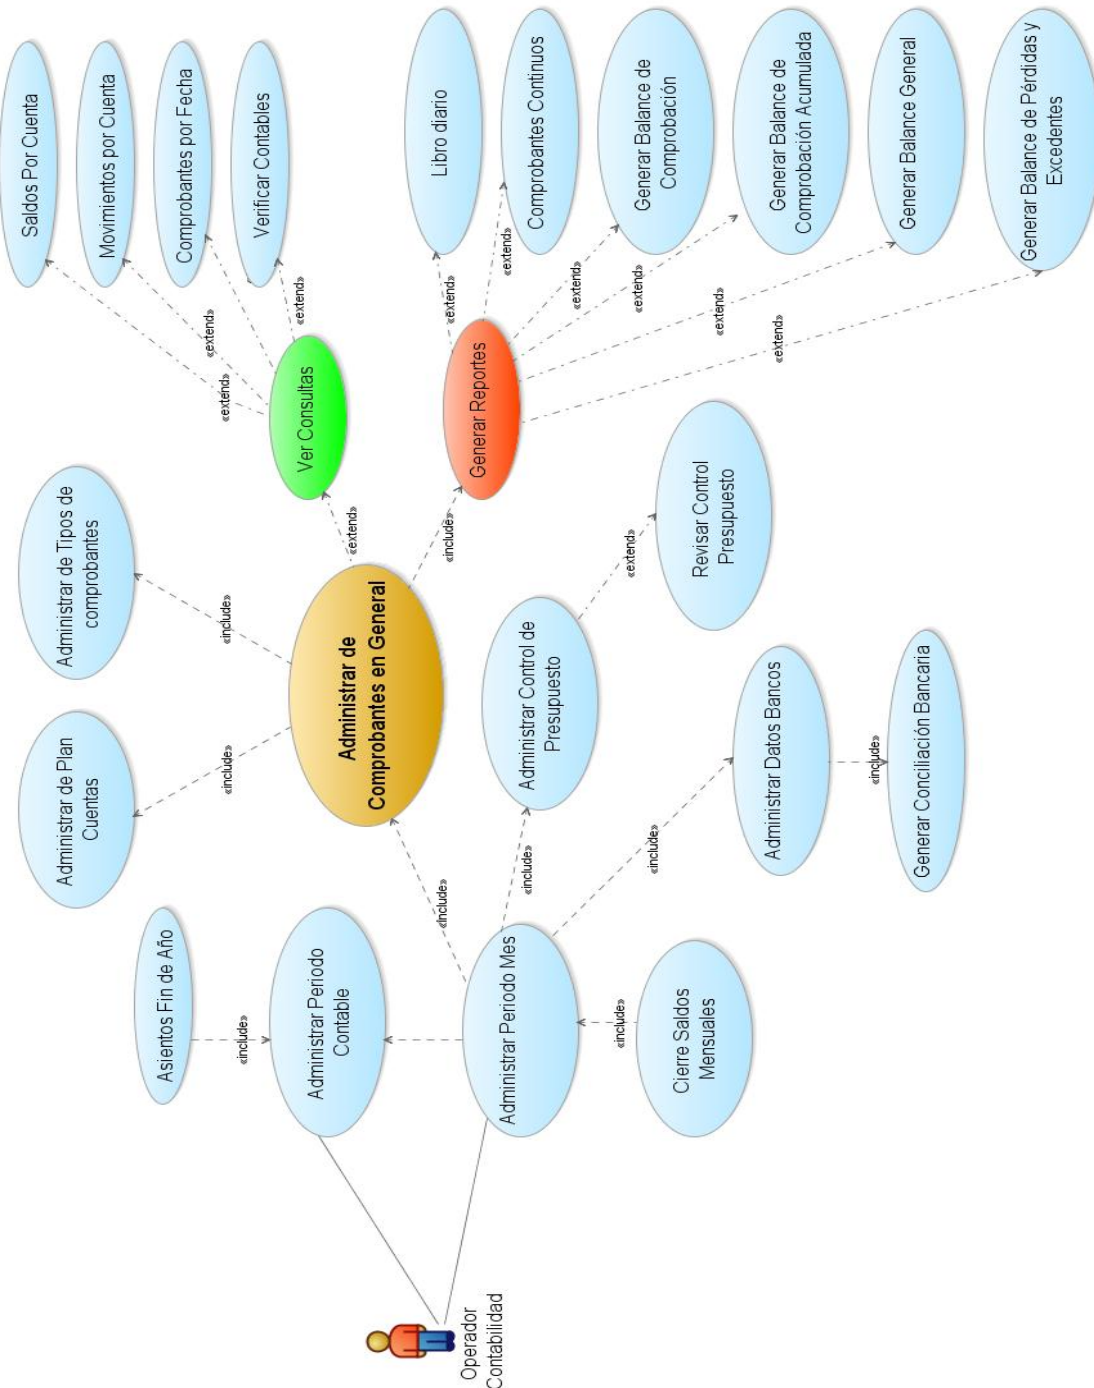 Operador
Contabilidad
Asientos Fin de Año
«include»
Administrar Periodo
Contable
Administrar Periodo Mes
«include»
Cierre Saldos
Mensuales
Administrar de Plan
Cuentas
«include»
Administrar de Tipos de
comprobantes
«include»
Administrar de
Comprobantes en General
«include»
«include»
Administrar Control de
Presupuesto
«extend»
Revisar Control
Presupuesto
«include»
Administrar Datos Bancos
«include»
Generar Conciliación Bancaria
«extend»
Ver Consultas
«extend»
Saldos Por Cuenta
«extend»
Movimientos por Cuenta
Comprobantes por Fecha
«extend»
Verificar Contables
«include»
Generar Reportes
«extend»
Libro diario
«extend»
Comprobantes Continuos
«extend»
Generar Balance de
Comprobación
«extend»
Generar Balance de
Comprobación Acumulada
«extend»
Generar Balance General
«extend»
Generar Balance de Pérdidas y
Excedentes